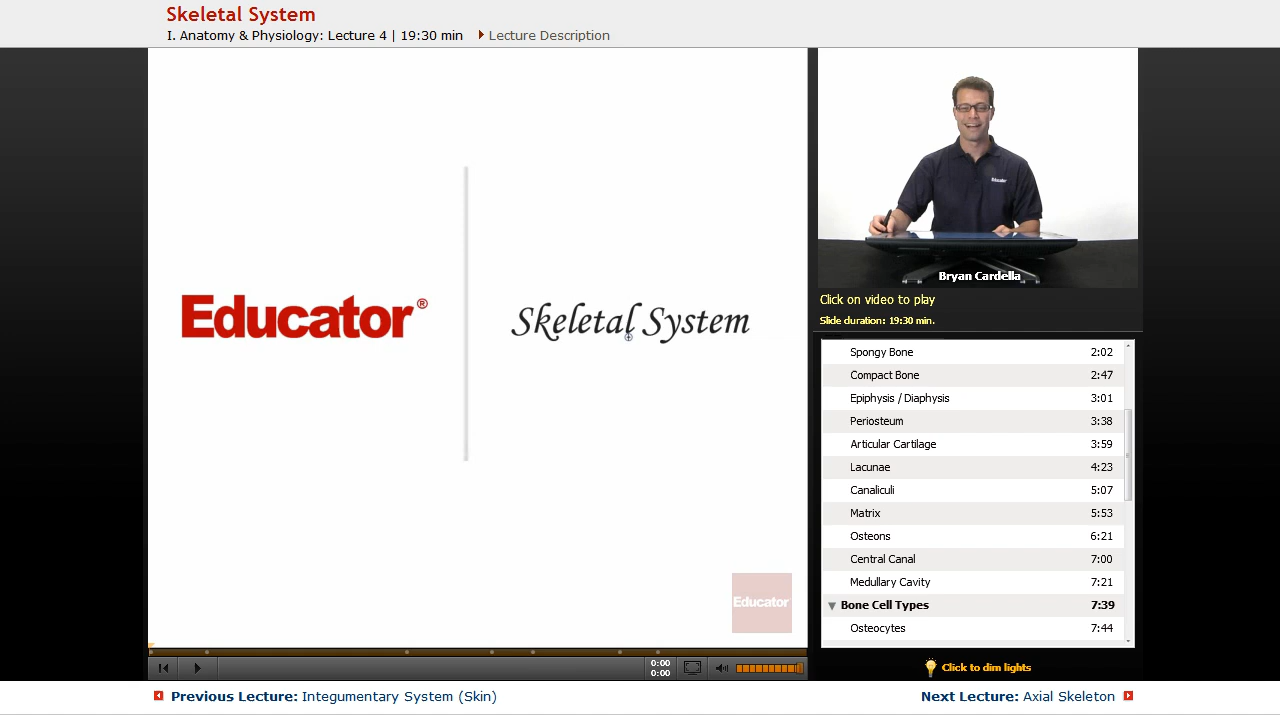 Skeletal System
I. Anatomy & Physiology: Lecture 4 | 19:30 min Lecture Description
Educator®
Skeletal System
Educator
Educator
Bryan Cardella
Click on video to play
Slide duration: 19:30 min.
Spongy Bone 2:02
Compact Bone 2:47
Epiphysis / Diaphysis 3:01
Periosteum 3:38
Articular Cartilage 3:59
Lacunae 4:23
Canaliculi 5:07
Matrix 5:53
Osteons 6:21
Central Canal 7:00
Medullary Cavity 7:21
Bone Cell Types 7:39
Osteocytes 7:44
0:00
0:00
Click to dim lights
Previous Lecture: Integumentary System (Skin)
Next Lecture: Axial Skeleton